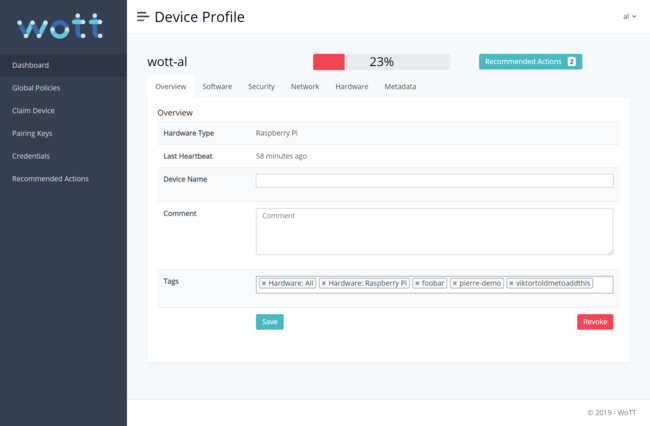 wott
Device Profile
al
Dashboard
Global Policies
Claim Device
Pairing Keys
Credentials
Recommended Actions
wott-al
23%
Recommended Actions 2
Overview Software Security Network Hardware Metadata
Overview
Hardware Type Raspberry Pi
Last Heartbeat 58 minutes ago
Device Name
Comment Comment
Tags × Hardware: All × Hardware: Raspberry Pi × foobar × pierre-demo × viktortoldmetoaddthis
Save Revoke
© 2019 - WoTT